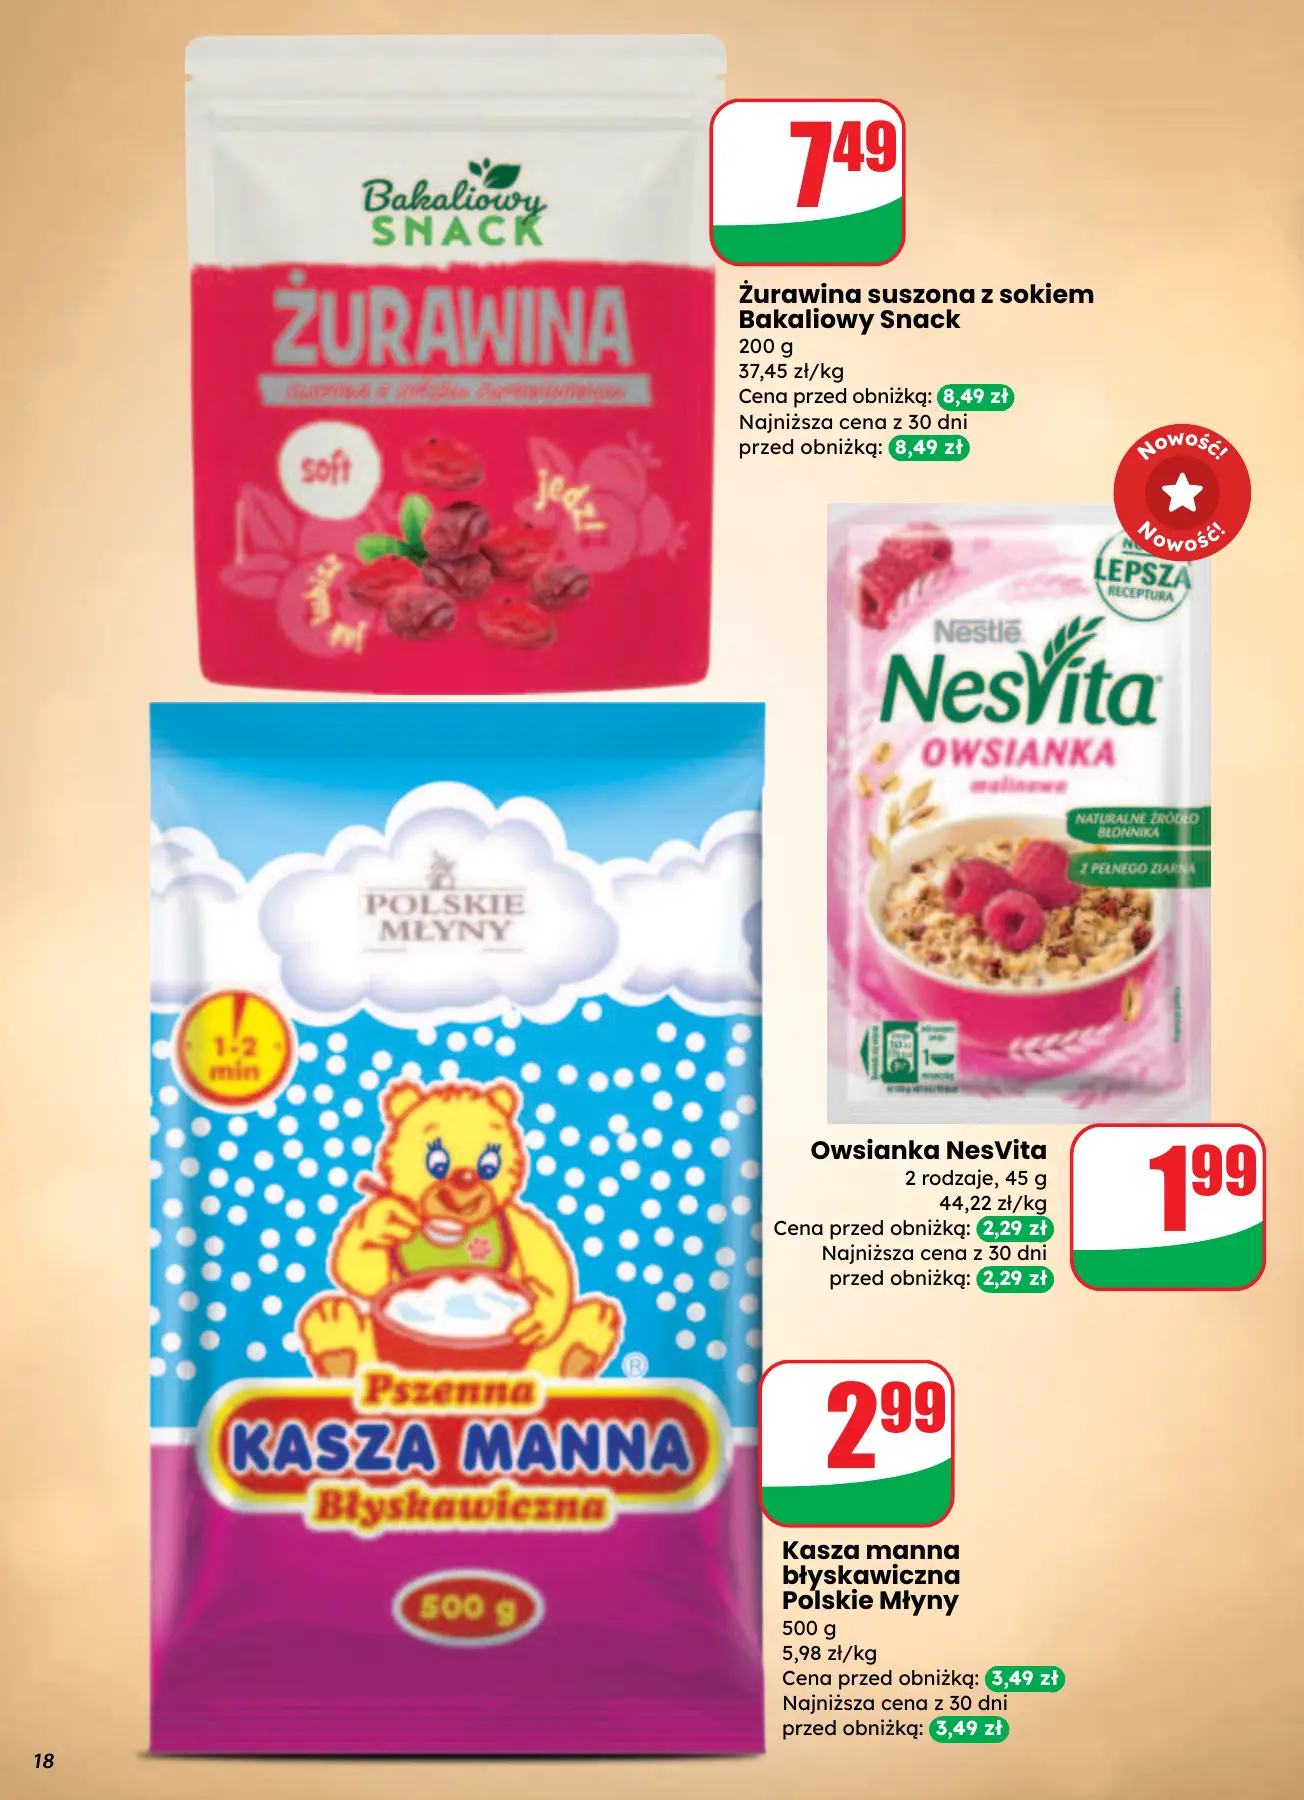 Bakaliowy
SNACK
ŻURAWINA
soft
jedz!
7 49
Żurawina suszona z sokiem
Bakaliowy Snack
200 g
37,45 zł/kg
Cena przed obniżką: 8,49 zł
Najniższa cena z 30 dni
przed obniżką: 8,49 zł
Nowość!
Nowość!
LEPSZA
RECEPTURA
Nestlé
NesVita
OWSIANKA
malinowa
NATURALNE ŹRÓDŁO
BŁONNIKA
Z PEŁNEGO ZIARNA
Owsianka NesVita
2 rodzaje, 45 g
44,22 zł/kg
Cena przed obniżką: 2,29 zł
Najniższa cena z 30 dni
przed obniżką: 2,29 zł
1 99
POLSKIE
MŁYNY
1-2
min
®
Pszenna
KASZA MANNA
Błyskawiczna
500 g
2 99
Kasza manna
błyskawiczna
Polskie Młyny
500 g
5,98 zł/kg
Cena przed obniżką: 3,49 zł
Najniższa cena z 30 dni
przed obniżką: 3,49 zł
18